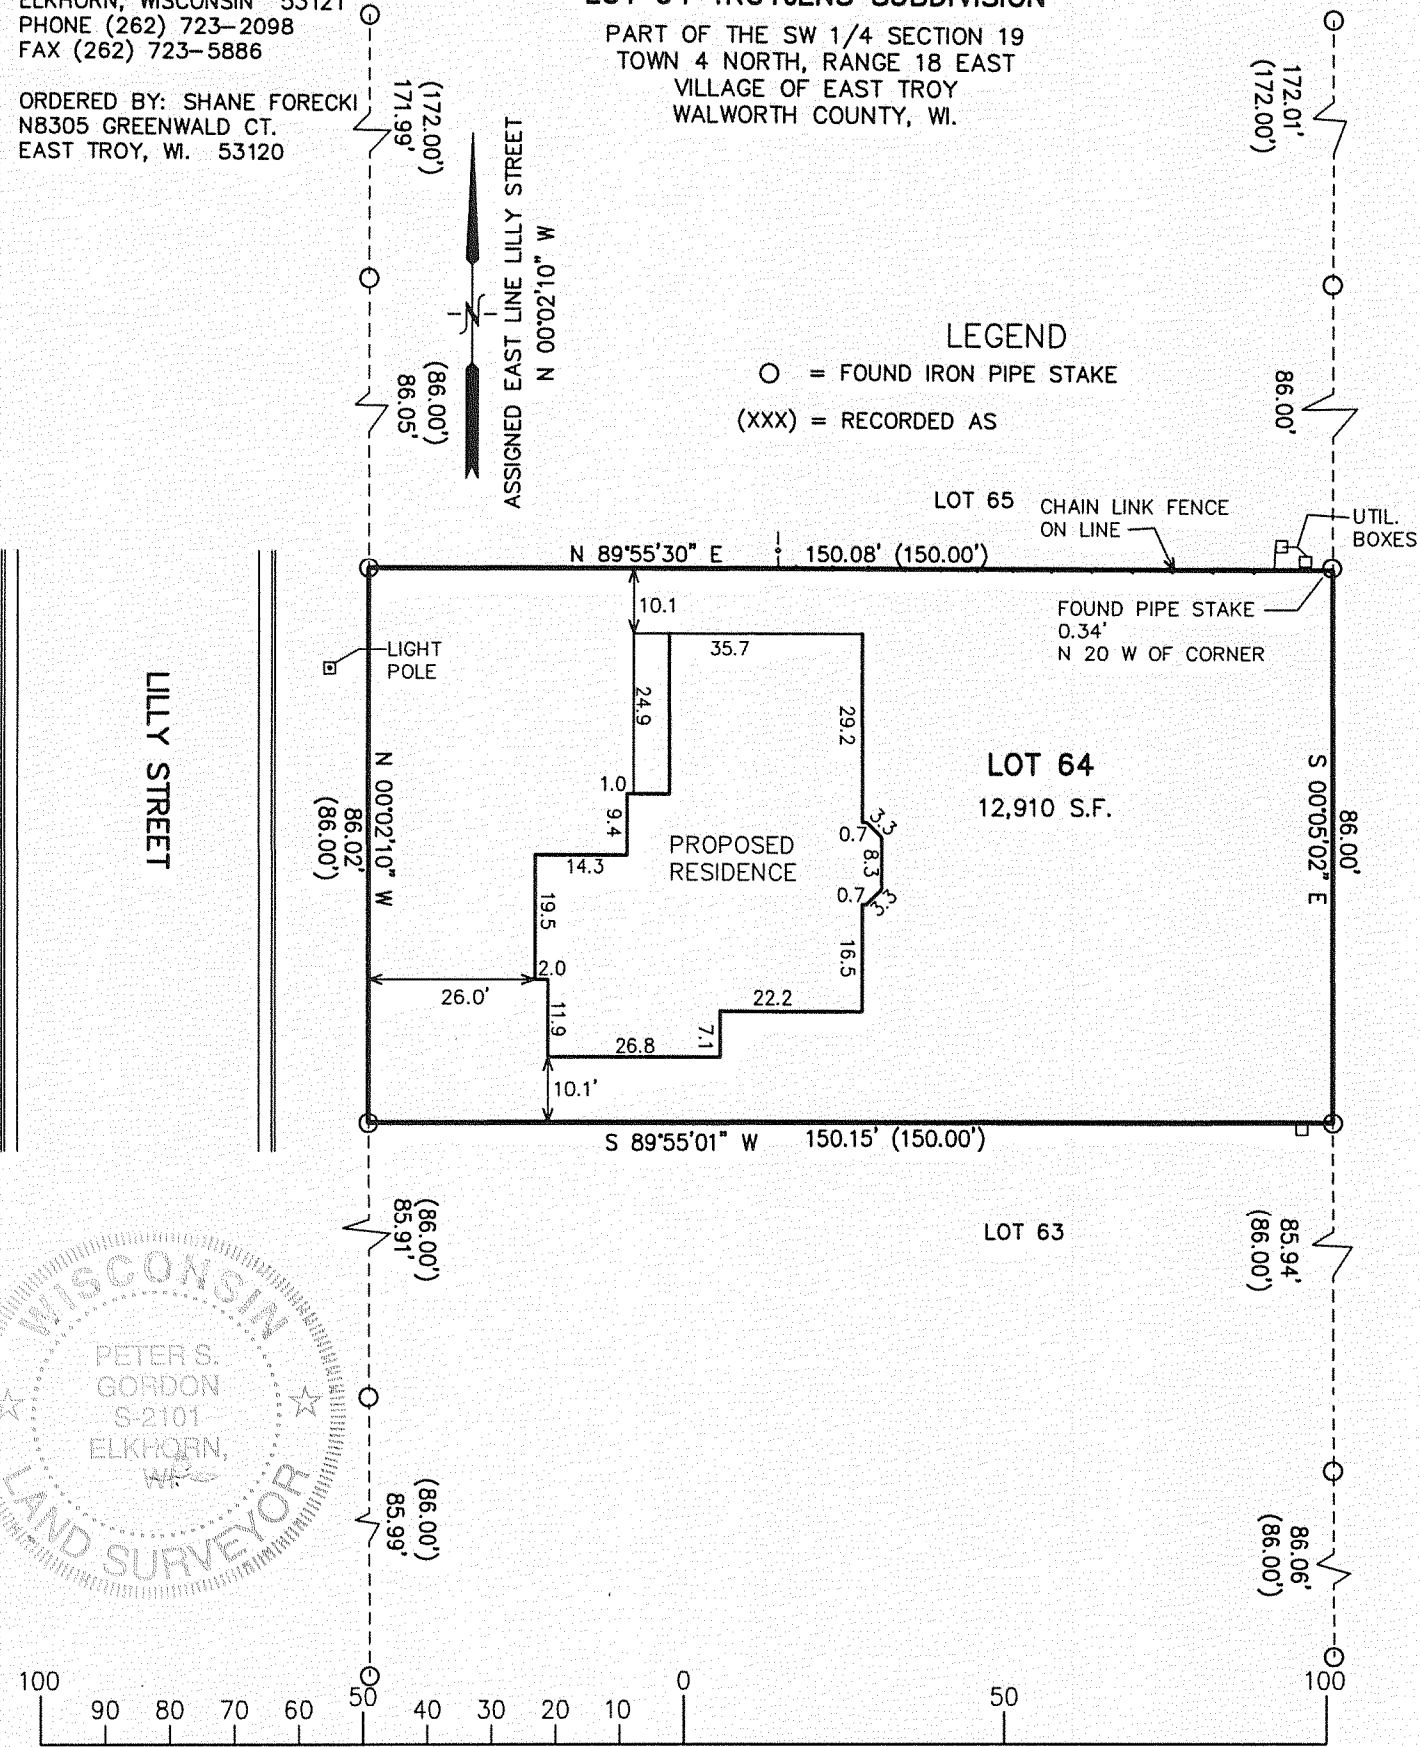 ELKHORN, WISCONSIN 53121
PHONE (262) 723-2098
FAX (262) 723-5886
ORDERED BY: SHANE FORECKI
N8305 GREENWALD CT.
EAST TROY, WI. 53120
SUBDIVISION
PART OF THE SW 1/4 SECTION 19
TOWN 4 NORTH, RANGE 18 EAST
VILLAGE OF EAST TROY
WALWORTH COUNTY, WI.
(172.00')
171.99'
172.01'
(172.00')
ASSIGNED EAST LINE LILLY STREET
N 00°02'10" W
N
(86.00')
86.05'
86.00'
LEGEND
= FOUND IRON PIPE STAKE
(XXX) = RECORDED AS
LOT 65
CHAIN LINK FENCE
ON LINE
UTIL.
BOXES
N 89°55'30" E 150.08' (150.00')
FOUND PIPE STAKE
0.34'
N 20 W OF CORNER
LIGHT
POLE
LILLY STREET
N 00°02'10" W
86.02'
(86.00')
10.1
35.7
24.9
29.2
1.0
9.4
14.3
3.3
0.7
8.3
0.7
3.3
PROPOSED
RESIDENCE
LOT 64
12,910 S.F.
86.00'
S 00°05'02" E
19.5
2.0
26.0'
11.9
16.5
22.2
7.1
26.8
10.1'
S 89°55'01" W 150.15' (150.00')
LOT 63
(86.00')
85.91'
85.94'
(86.00')
(86.00')
85.99'
86.06'
(86.00')
WISCONSIN
PETER S.
GORDON
S-2101
ELKHORN,
WI
LAND SURVEYOR
100 90 80 70 60 50 40 30 20 10 0 50 100